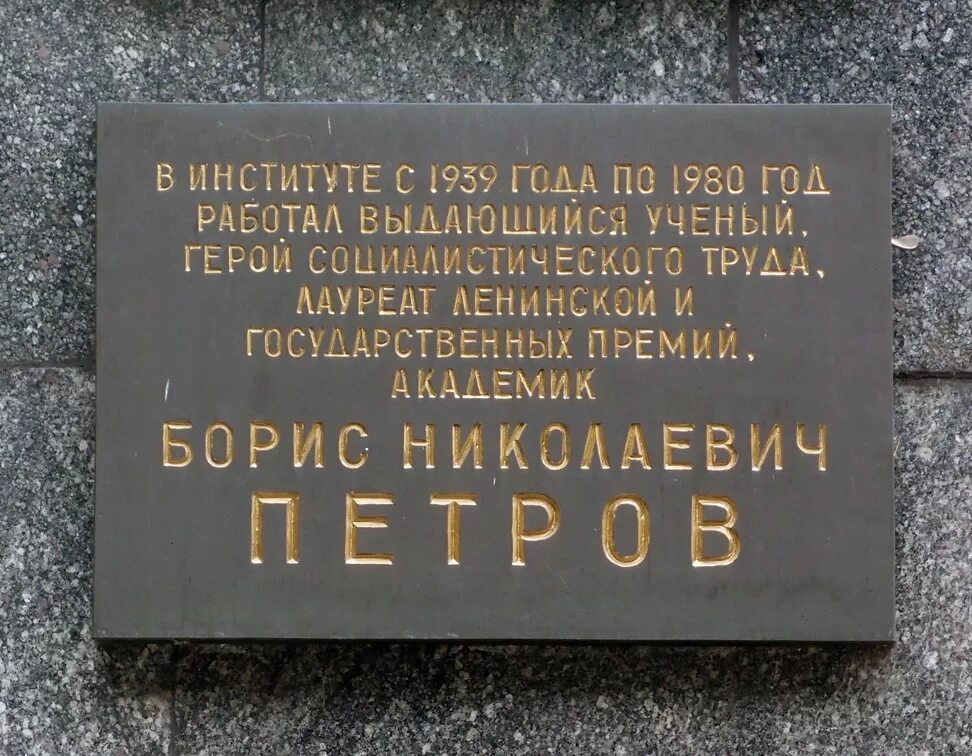 В ИНСТИТУТЕ С 1939 ГОДА ПО 1980 ГОД
РАБОТАЛ ВЫДАЮЩИЙСЯ УЧЕНЫЙ,
ГЕРОЙ СОЦИАЛИСТИЧЕСКОГО ТРУДА,
ЛАУРЕАТ ЛЕНИНСКОЙ И
ГОСУДАРСТВЕННЫХ ПРЕМИЙ,
АКАДЕМИК
БОРИС НИКОЛАЕВИЧ
ПЕТРОВ